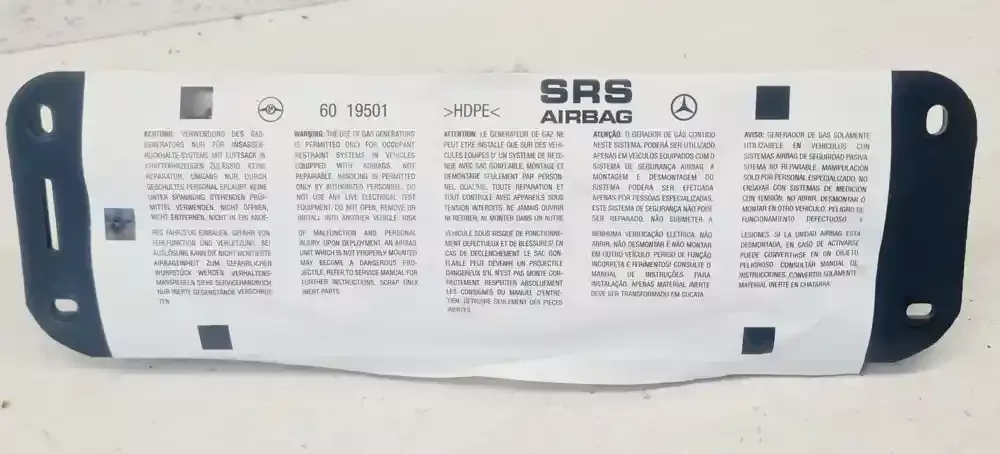 60 19501
>HDPE<
SRS
AIRBAG
ACHTUNG: VERWENDUNG DES GAS-
GENERATORS NUR FÜR INSASSEN-
RÜCKHALTE-SYSTEME MIT LUFTSACK IN
KRAFTFAHRZEUGEN ZULÄSSIG. KEINE
REPARATUR, UMGANG NUR DURCH
GESCHULTES PERSONAL ERLAUBT. KEINE
UNTER SPANNUNG STEHENDEN PRÜF-
MITTEL VERWENDEN. NICHT ÖFFNEN,
NICHT ENTFERNEN, NICHT IN EIN ANDE-
RES FAHRZEUG EINBAUEN. GEFAHR VON
FEHLFUNKTION UND VERLETZUNG. BEI
AUSLÖSUNG KANN DIE NICHT MONTIERTE
AIRBAGEINHEIT ZUM GEFÄHRLICHEN
WURFSTÜCK WERDEN. VERHALTENS-
MASSREGELN SIEHE SERVICEHANDBUCH.
NUR INERTE GEGENSTÄNDE VERSCHROT-
TEN.
WARNING: THE USE OF GAS GENERATORS
IS PERMITTED ONLY FOR OCCUPANT
RESTRAINT SYSTEMS IN VEHICLES
EQUIPPED WITH AIRBAGS. NOT
REPARABLE. HANDLING IS PERMITTED
ONLY BY AUTHORIZED PERSONNEL. DO
NOT USE ANY LIVE ELECTRICAL TEST
EQUIPMENT. DO NOT OPEN, REMOVE OR
INSTALL INTO ANOTHER VEHICLE. RISK
OF MALFUNCTION AND PERSONAL
INJURY. UPON DEPLOYMENT, AN AIRBAG
UNIT WHICH IS NOT PROPERLY MOUNTED
MAY BECOME A DANGEROUS PRO-
JECTILE. REFER TO SERVICE MANUAL FOR
FURTHER INSTRUCTIONS. SCRAP ONLY
INERT PARTS.
ATTENTION: LE GENERATEUR DE GAZ NE
PEUT ETRE INSTALLE QUE SUR DES VEHI-
CULES EQUIPES D'UN SYSTEME DE RETE-
NUE AVEC SAC GONFLABLE. MONTAGE ET
DEMONTAGE SEULEMENT PAR PERSON-
NEL QUALIFIE. TOUTE REPARATION ET
TOUT CONTROLE AVEC APPAREILS SOUS
TENSION INTERDITS. NE JAMAIS OUVRIR
NI RETIRER, NI MONTER DANS UN AUTRE
VEHICULE SOUS RISQUE DE FONCTIONNE-
MENT DEFECTUEUX ET DE BLESSURES! EN
CAS DE DECLENCHEMENT LE SAC GON-
FLABLE PEUT DEVENIR UN PROJECTILE
DANGEREUX S'IL N'EST PAS MONTE COR-
RECTEMENT. RESPECTER ABSOLUEMENT
LES CONSIGNES DU MANUEL D'ENTRE-
TIEN. DETRUIRE SEULEMENT DES PIECES
INERTES.
ATENÇÃO: O GERADOR DE GÁS CONTIDO
NESTE SISTEMA, PODERÁ SER UTILIZADO
APENAS EM VEÍCULOS EQUIPADOS COM O
SISTEMA DE SEGURANÇA AIRBAG. A
MONTAGEM E DESMONTAGEM DO
SISTEMA PODERÁ SER EFETUADA
APENAS POR PESSOAS ESPECIALIZADAS.
ESTE SISTEMA DE SEGURANÇA NÃO PODE
SER REPARADO. NÃO SUBMETER A
NENHUMA VERIFICAÇÃO ELÉTRICA. NÃO
ABRIR, NÃO DESMONTAR E NÃO MONTAR
EM OUTRO VEÍCULO. PERIGO DE FUNÇÃO
INCORRETA E FERIMENTOS! CONSULTE O
MANUAL DE INSTRUÇÕES PARA
INSTALAÇÃO. APENAS MATERIAL INERTE
DEVE SER TRANSFORMADO EM SUCATA.
AVISO: GENERADOR DE GAS SOLAMENTE
UTILIZABELE EN VEHICULOS CON
SISTEMAS AIRBAG DE SEGURIDAD PASIVA.
SISTEMA NO REPARABLE. MANIPULACION
SOLO POR PERSONAL ESPECIALIZADO. NO
ENSAYAR CON SISTEMAS DE MEDICION
CON TENSIÓN. NO ABRIR, DESMONTAR O
MONTAR EN OTRO VEHICULO. PELIGRO DE
FUNCIONAMIENTO DEFECTUOSO Y
LESIONES. SI LA UNIDAD AIRBAG ESTA
DESMONTADA, EN CASO DE ACTIVARSE
PUEDE CONVERTIRSE EN UN OBJETO
PELIGROSO. CONSULTAR MANUAL DE
INSTRUCCIONES. CONVERTIR SOLAMENTE
MATERIAL INERTE EN CHATARRA.